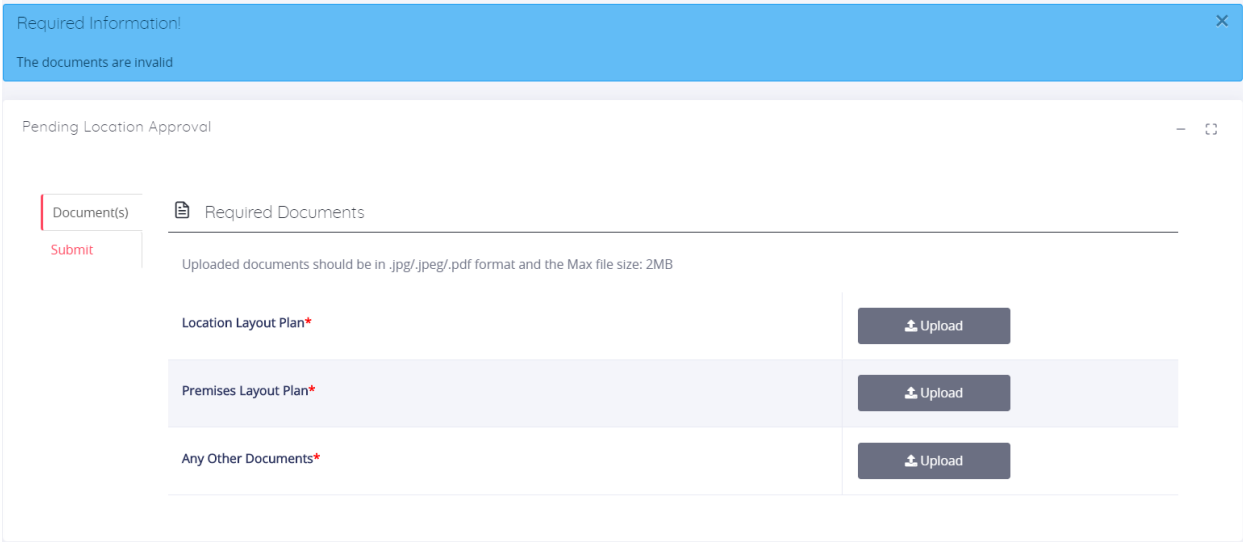 Required Information!
The documents are invalid
Pending Location Approval
Document(s)
Submit
Required Documents
Uploaded documents should be in .jpg/.jpeg/.pdf format and the Max file size: 2MB
Location Layout Plan*
Upload
Premises Layout Plan*
Upload
Any Other Documents*
Upload